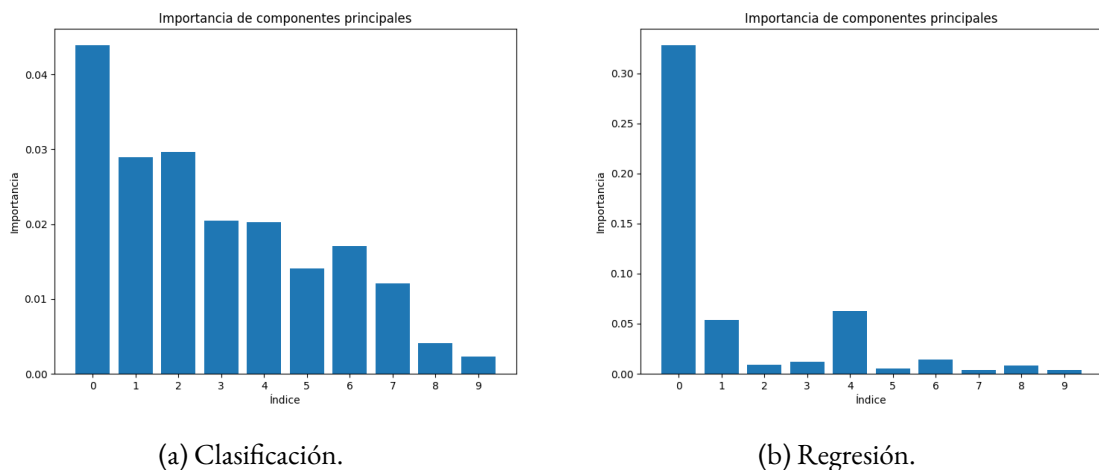 Importancia de componentes principales
0.04
0.03
0.02
0.01
0.00
Importancia
0 1 2 3 4 5 6 7 8 9
Índice
(a) Clasificación.
Importancia de componentes principales
0.30
0.25
0.20
0.15
0.10
0.05
0.00
Importancia
0 1 2 3 4 5 6 7 8 9
Índice
(b) Regresión.